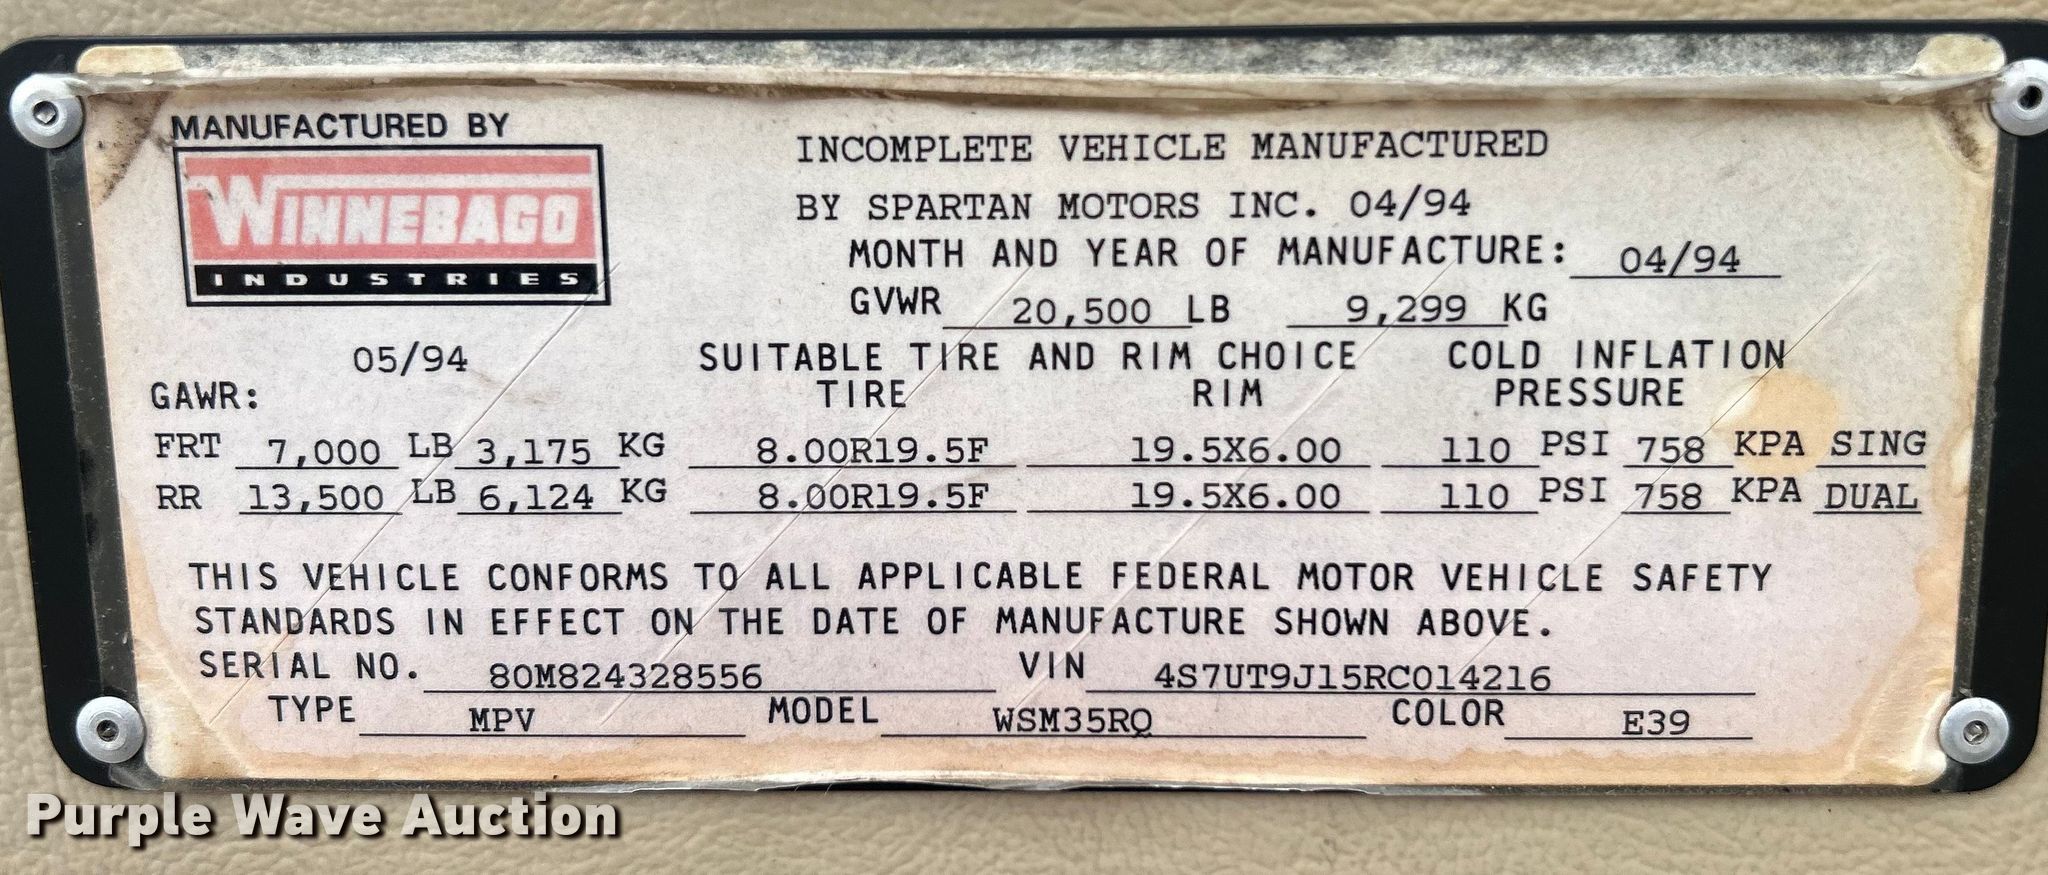 MANUFACTURED BY
WINNEBAGO
INDUSTRIES
INCOMPLETE VEHICLE MANUFACTURED
BY SPARTAN MOTORS INC. 04/94
MONTH AND YEAR OF MANUFACTURE: 04/94
GVWR 20,500 LB 9,299 KG
05/94
SUITABLE TIRE AND RIM CHOICE COLD INFLATION
GAWR: TIRE RIM PRESSURE
FRT 7,000 LB 3,175 KG 8.00R19.5F 19.5X6.00 110 PSI 758 KPA SING
RR 13,500 LB 6,124 KG 8.00R19.5F 19.5X6.00 110 PSI 758 KPA DUAL
THIS VEHICLE CONFORMS TO ALL APPLICABLE FEDERAL MOTOR VEHICLE SAFETY
STANDARDS IN EFFECT ON THE DATE OF MANUFACTURE SHOWN ABOVE.
SERIAL NO. 80M824328556 VIN 4S7UT9J15RC014216
TYPE MPV MODEL WSM35RQ COLOR E39
Purple Wave Auction